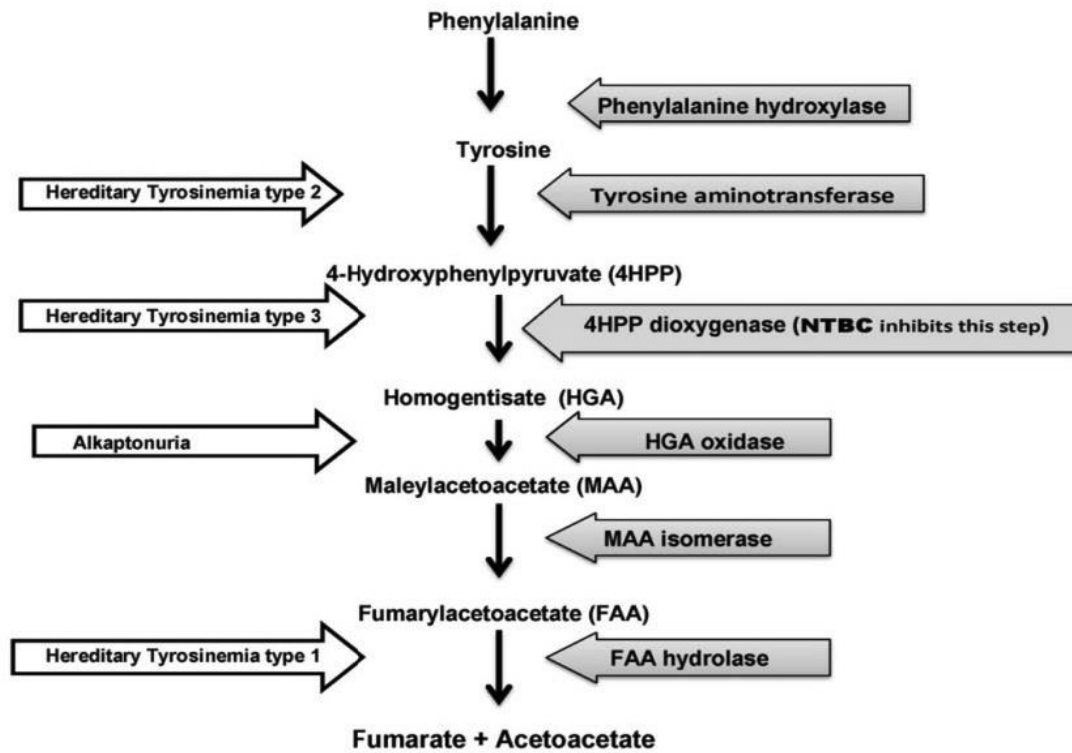 Phenylalanine
Phenylalanine hydroxylase
Tyrosine
Hereditary Tyrosinemia type 2
Tyrosine aminotransferase
4-Hydroxyphenylpyruvate (4HPP)
Hereditary Tyrosinemia type 3
4HPP dioxygenase (NTBC inhibits this step)
Homogentisate (HGA)
Alkaptonuria
HGA oxidase
Maleylacetoacetate (MAA)
MAA isomerase
Fumarylacetoacetate (FAA)
Hereditary Tyrosinemia type 1
FAA hydrolase
Fumarate + Acetoacetate